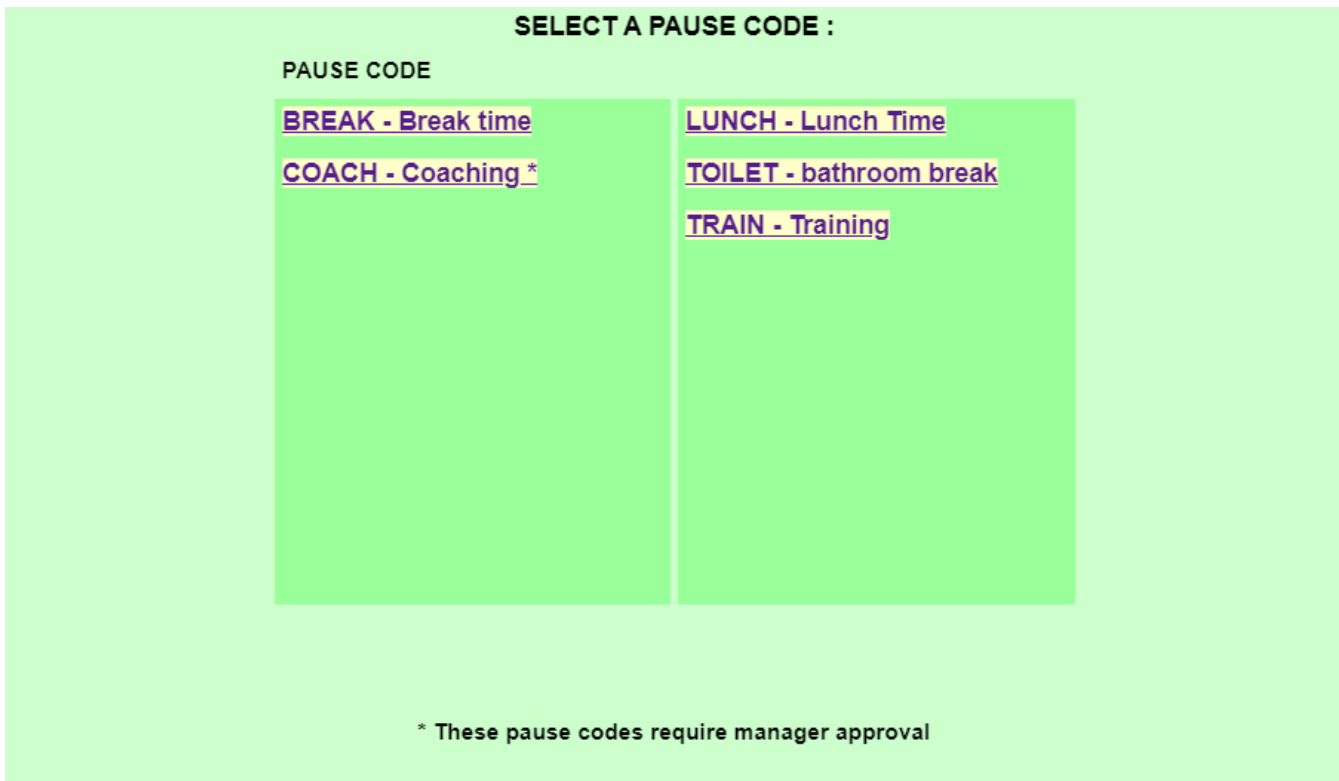 SELECT A PAUSE CODE :
PAUSE CODE
BREAK - Break time
COACH - Coaching *
LUNCH - Lunch Time
TOILET - bathroom break
TRAIN - Training
* These pause codes require manager approval